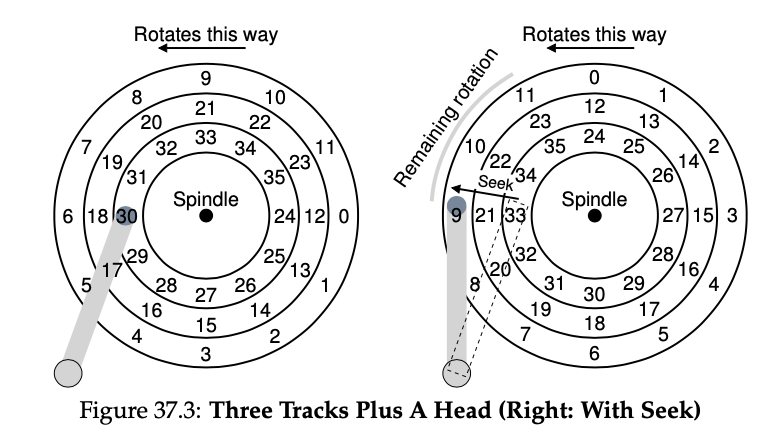 Rotates this way
9
8 10
21
20 22
33
7 32 34 11
19 23
31 35
Spindle
6 18 30 24 12 0
29 25
17 13
5 28 26 1
27
16 14
15
4 2
3
Rotates this way
Remaining rotation
0
11 1
12
23 13
24
10 35 25 2
22 14
34 26
Seek
Spindle
9 21 33 27 15 3
32 28
20 16
8 31 29 4
30
19 17
18
7 5
6
Figure 37.3: Three Tracks Plus A Head (Right: With Seek)